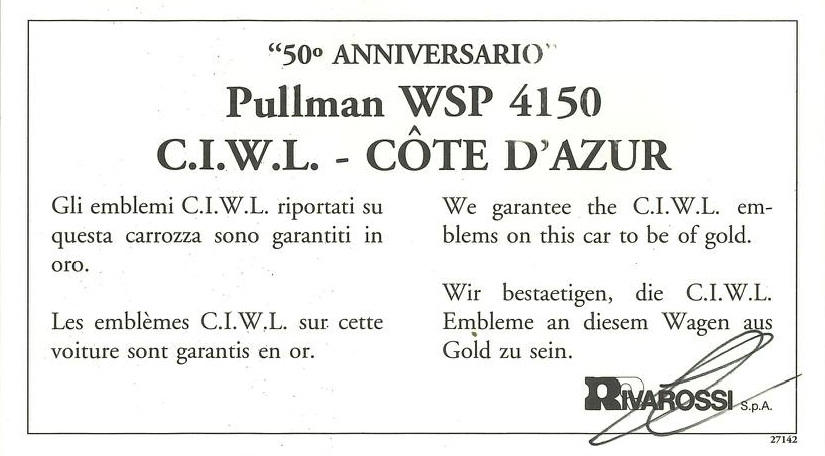 “50º ANNIVERSARIO”
Pullman WSP 4150
C.I.W.L. - CÔTE D’AZUR
Gli emblemi C.I.W.L. riportati su
questa carrozza sono garantiti in
oro.
Les emblèmes C.I.W.L. sur cette
voiture sont garantis en or.
We garantee the C.I.W.L. em-
blems on this car to be of gold.
Wir bestaetigen, die C.I.W.L.
Embleme an diesem Wagen aus
Gold zu sein.
RIVAROSSI S.p.A.
27142